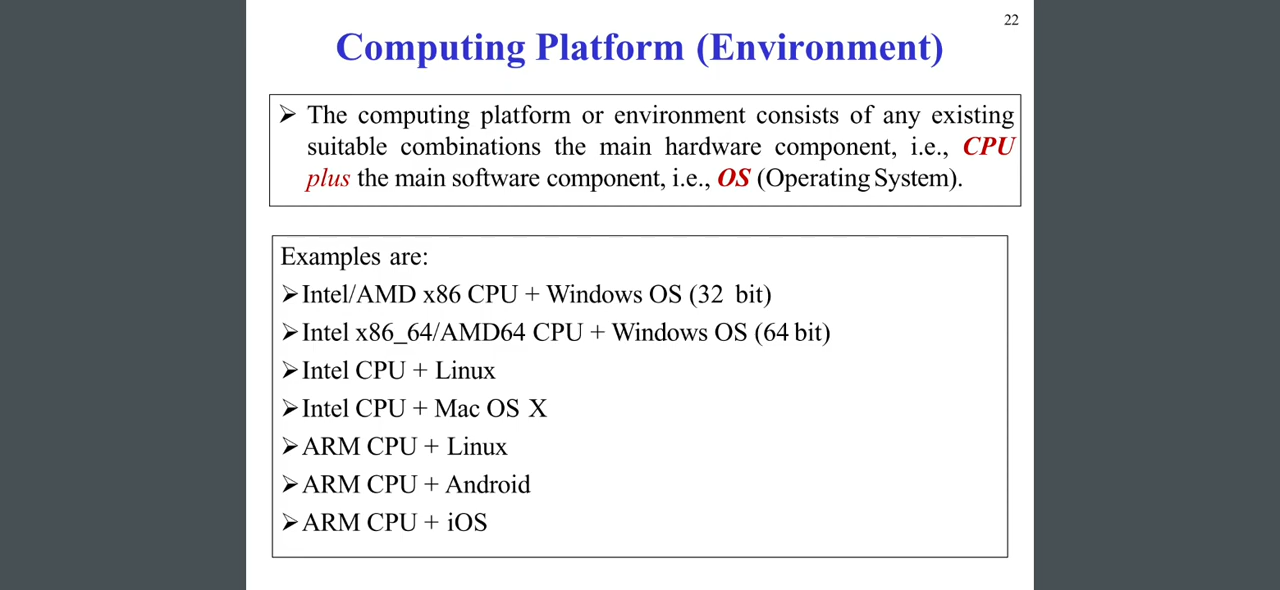 22
Computing Platform (Environment)
➢ The computing platform or environment consists of any existing
suitable combinations the main hardware component, i.e., CPU
plus the main software component, i.e., OS (Operating System).
Examples are:
➢Intel/AMD x86 CPU + Windows OS (32 bit)
➢Intel x86_64/AMD64 CPU + Windows OS (64 bit)
➢Intel CPU + Linux
➢Intel CPU + Mac OS X
➢ARM CPU + Linux
➢ARM CPU + Android
➢ARM CPU + iOS